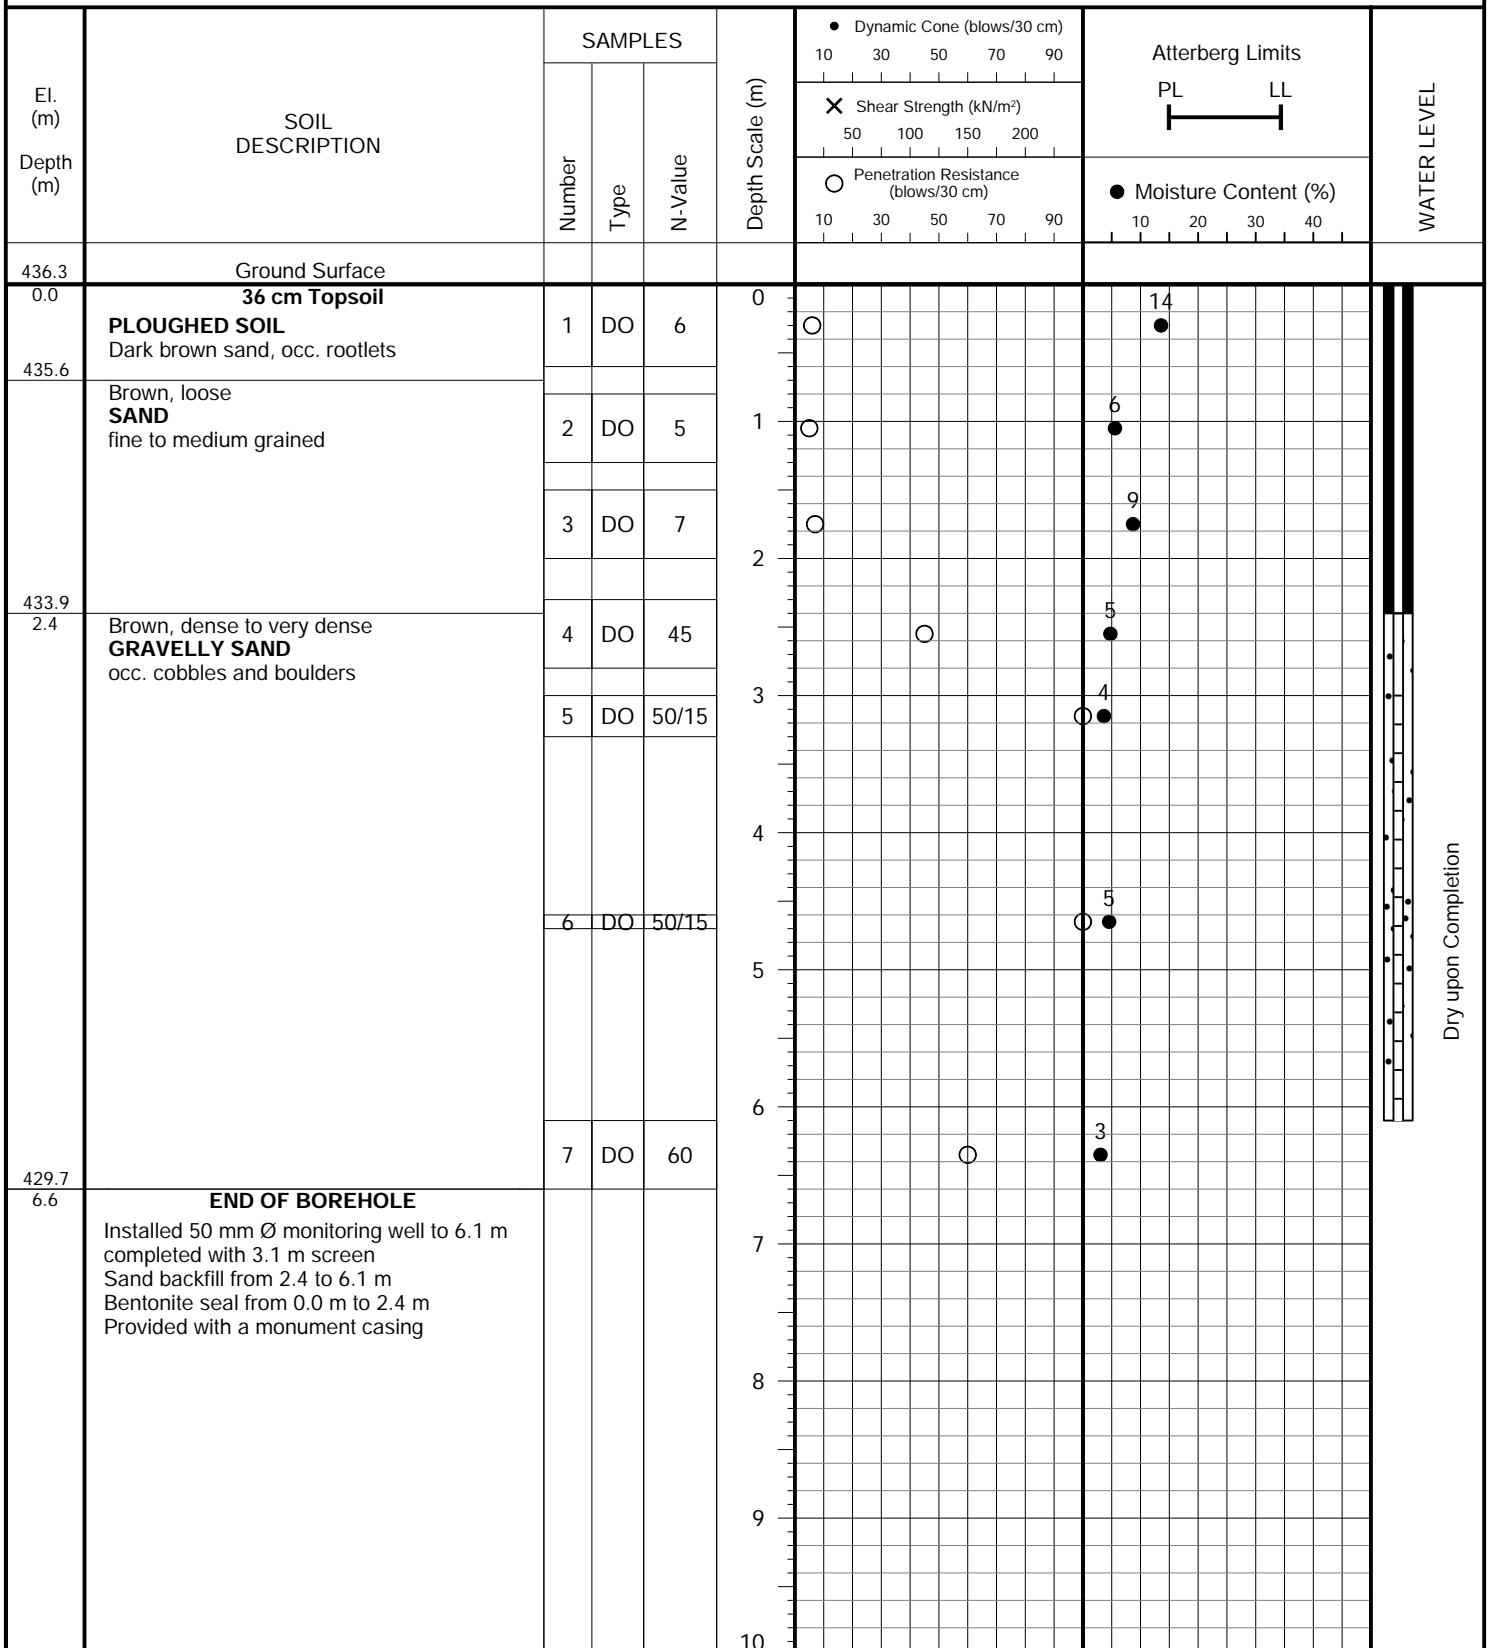 El.
(m)
Depth
(m)
SOIL
DESCRIPTION
SAMPLES
Number
Type
N-Value
Depth Scale (m)
Dynamic Cone (blows/30 cm)
10 30 50 70 90
Shear Strength (kN/m²)
50 100 150 200
Penetration Resistance
(blows/30 cm)
10 30 50 70 90
Atterberg Limits
PL LL
Moisture Content (%)
10 20 30 40
WATER LEVEL
436.3 Ground Surface
0.0 36 cm Topsoil 0
14
PLOUGHED SOIL 1 DO 6
Dark brown sand, occ. rootlets
435.6
Brown, loose
SAND 6
fine to medium grained 2 DO 5 1
9
3 DO 7
2
433.9
2.4 Brown, dense to very dense 4 DO 45 5
GRAVELLY SAND
occ. cobbles and boulders
3 4
5 DO 50/15
4
5
6 DO 50/15
5
Dry upon Completion
6
3
7 DO 60
429.7
6.6 END OF BOREHOLE
Installed 50 mm Ø monitoring well to 6.1 m
completed with 3.1 m screen 7
Sand backfill from 2.4 to 6.1 m
Bentonite seal from 0.0 m to 2.4 m
Provided with a monument casing
8
9
10